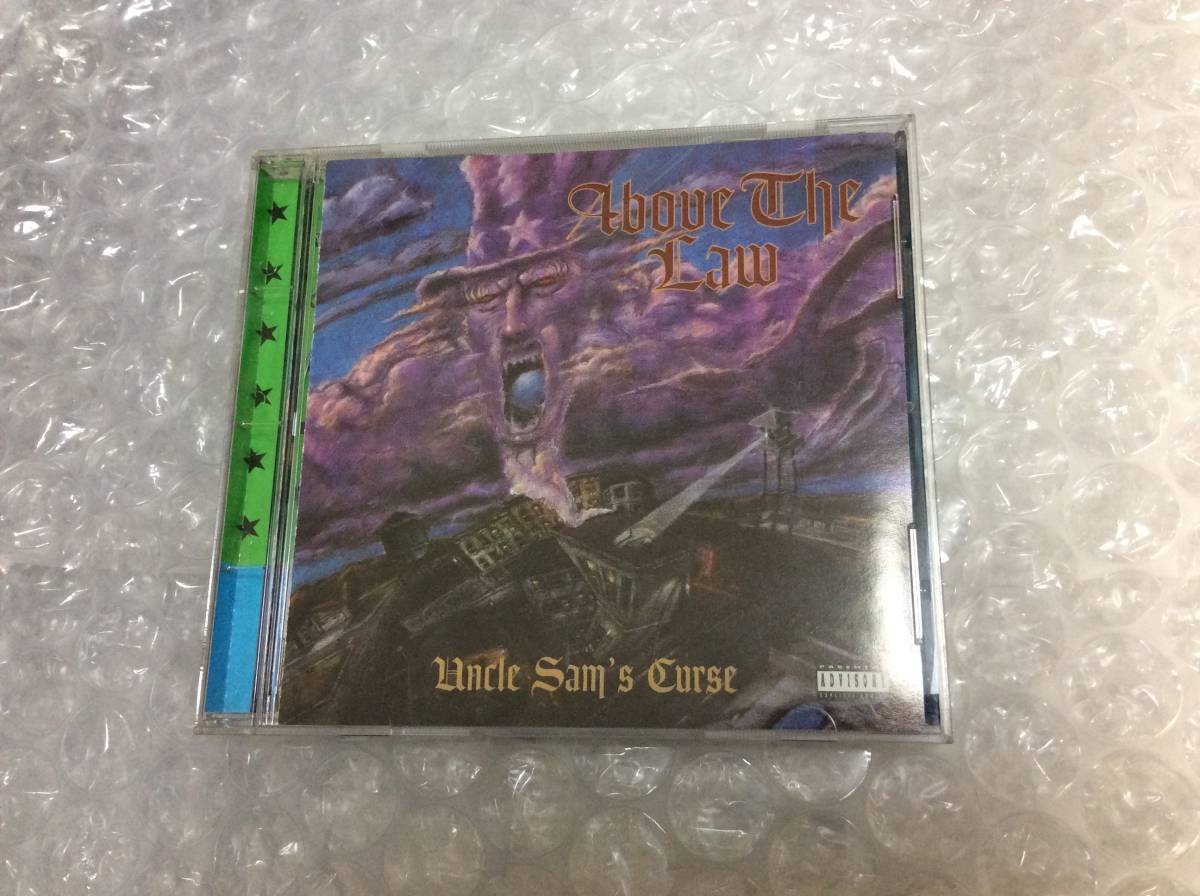 Above The
Law
Uncle Sam's Curse
ADVISORY